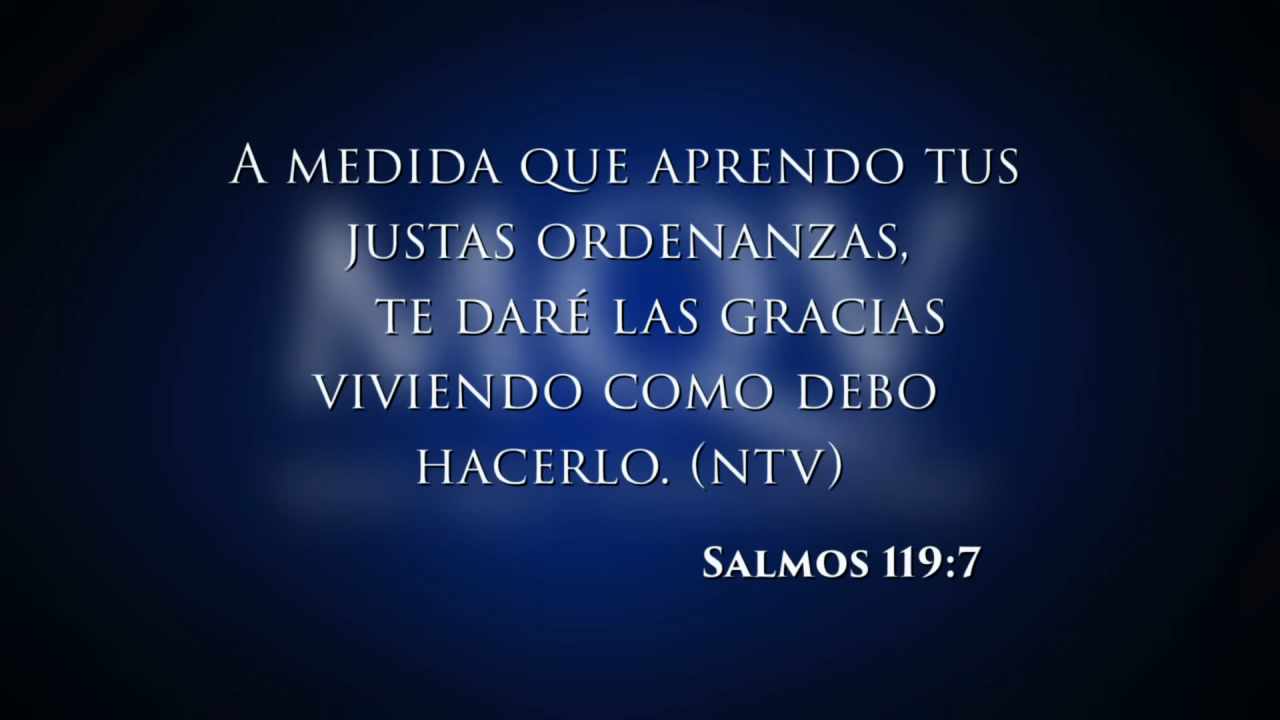 A MEDIDA QUE APRENDO TUS
JUSTAS ORDENANZAS,
TE DARÉ LAS GRACIAS
VIVIENDO COMO DEBO
HACERLO. (NTV)
SALMOS 119:7